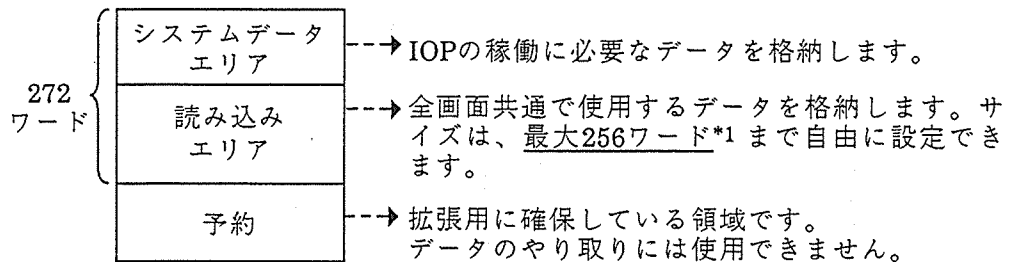 272
ワード
システムデータ
エリア
IOPの稼働に必要なデータを格納します。
読み込み
エリア
全画面共通で使用するデータを格納します。サ
イズは、最大256ワード*1 まで自由に設定でき
ます。
予約
拡張用に確保している領域です。
データのやり取りには使用できません。